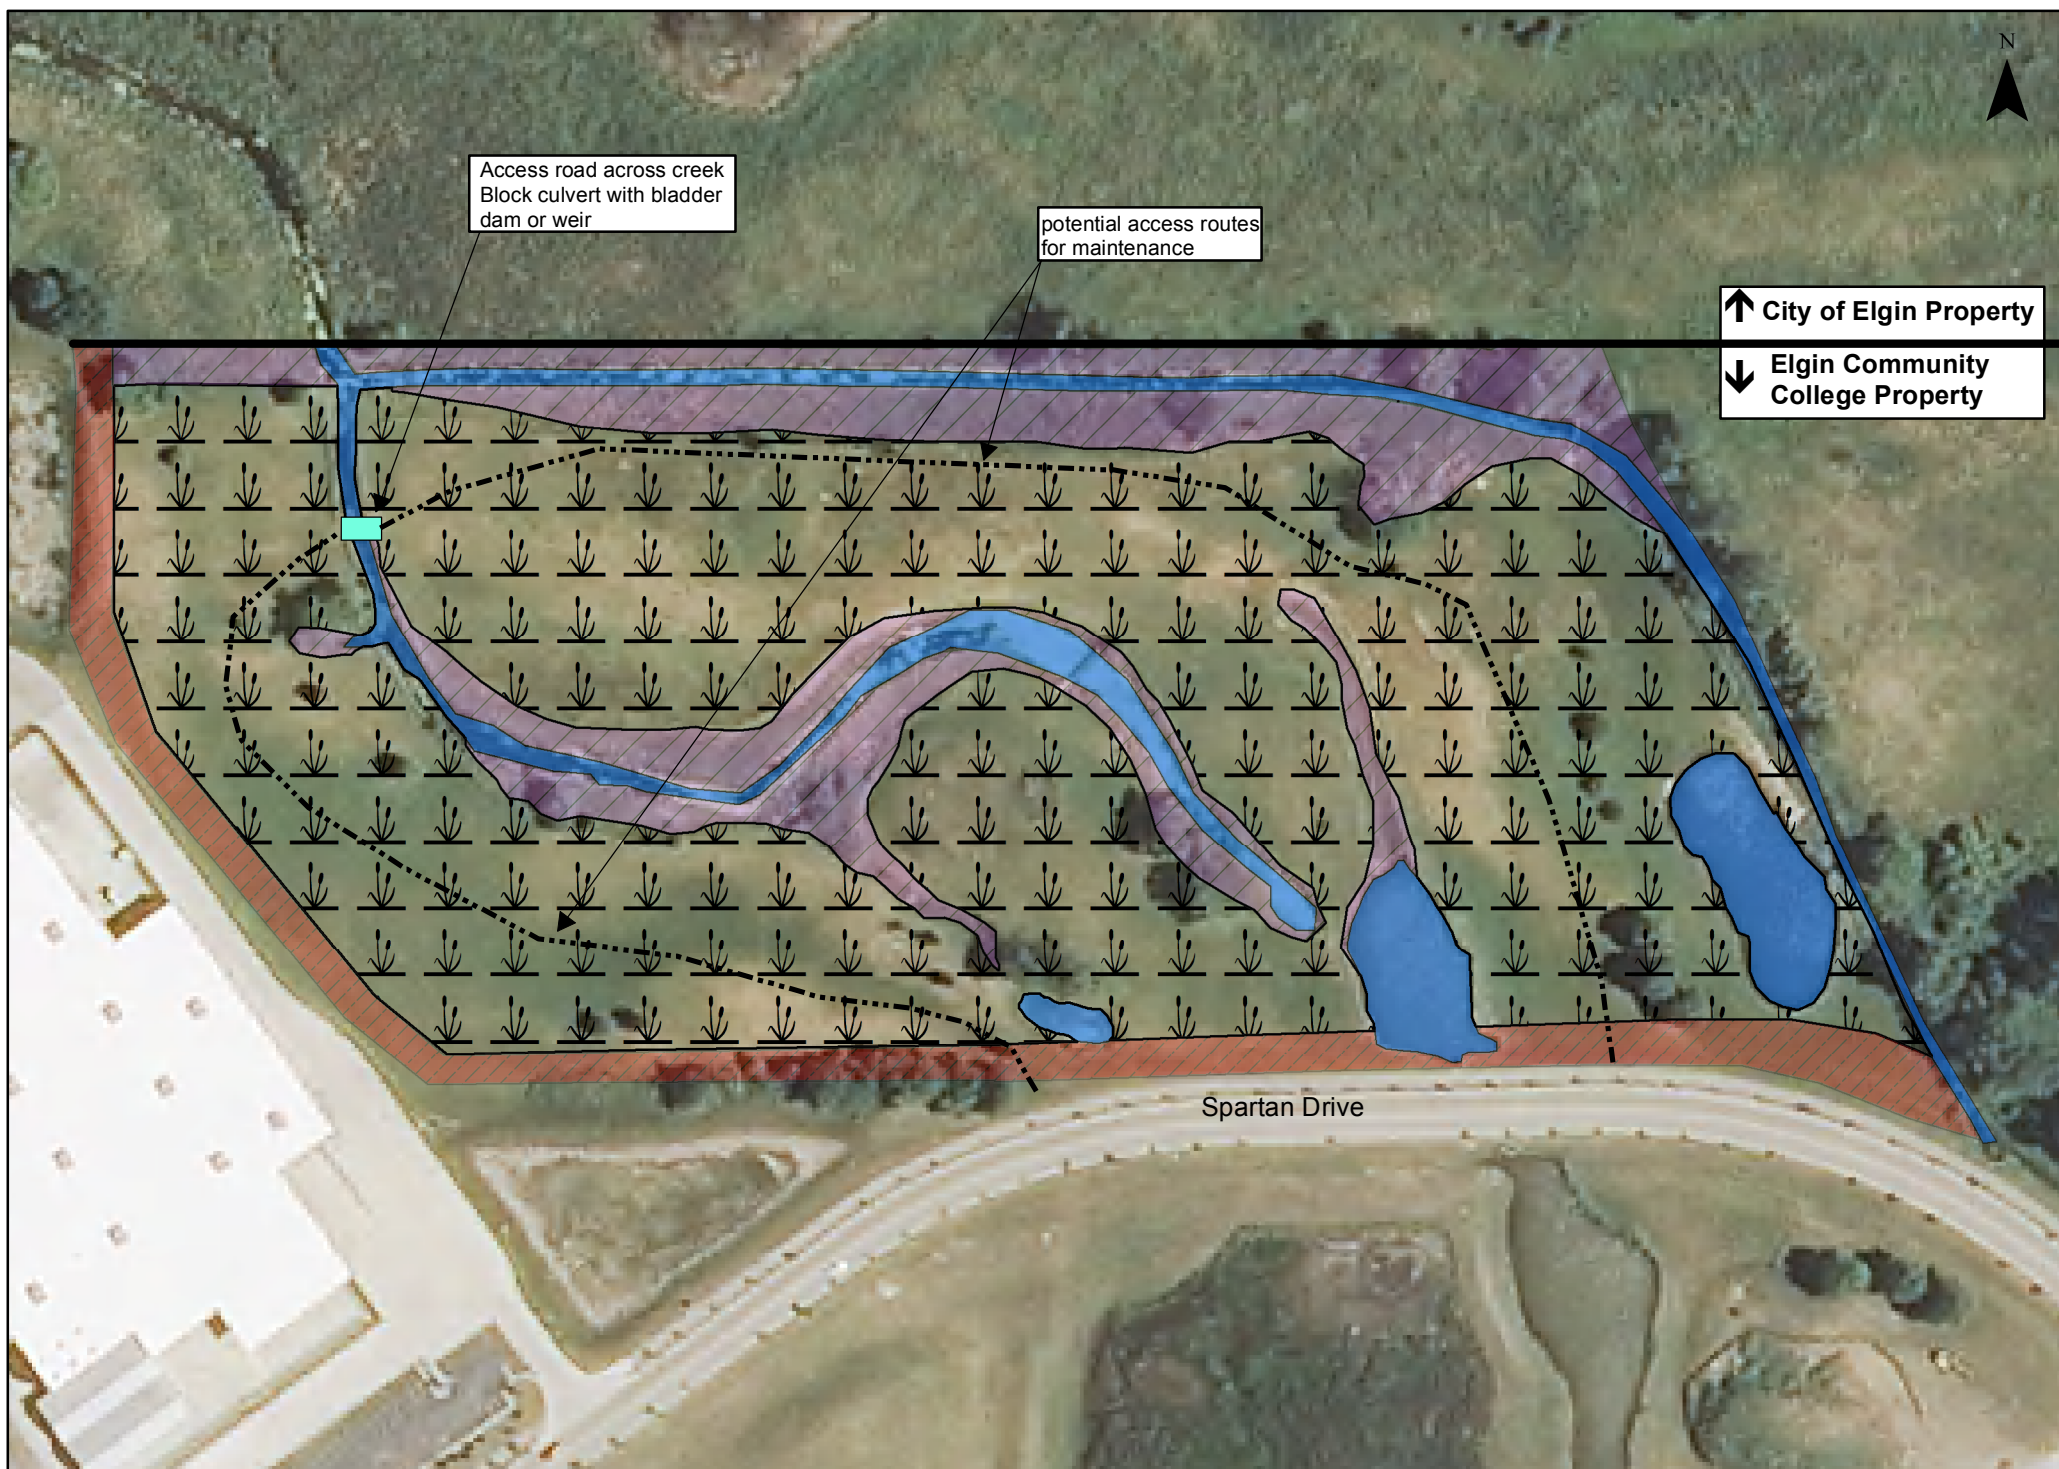 N
Access road across creek
Block culvert with bladder
dam or weir
potential access routes
for maintenance
City of Elgin Property
Elgin Community
College Property
Spartan Drive